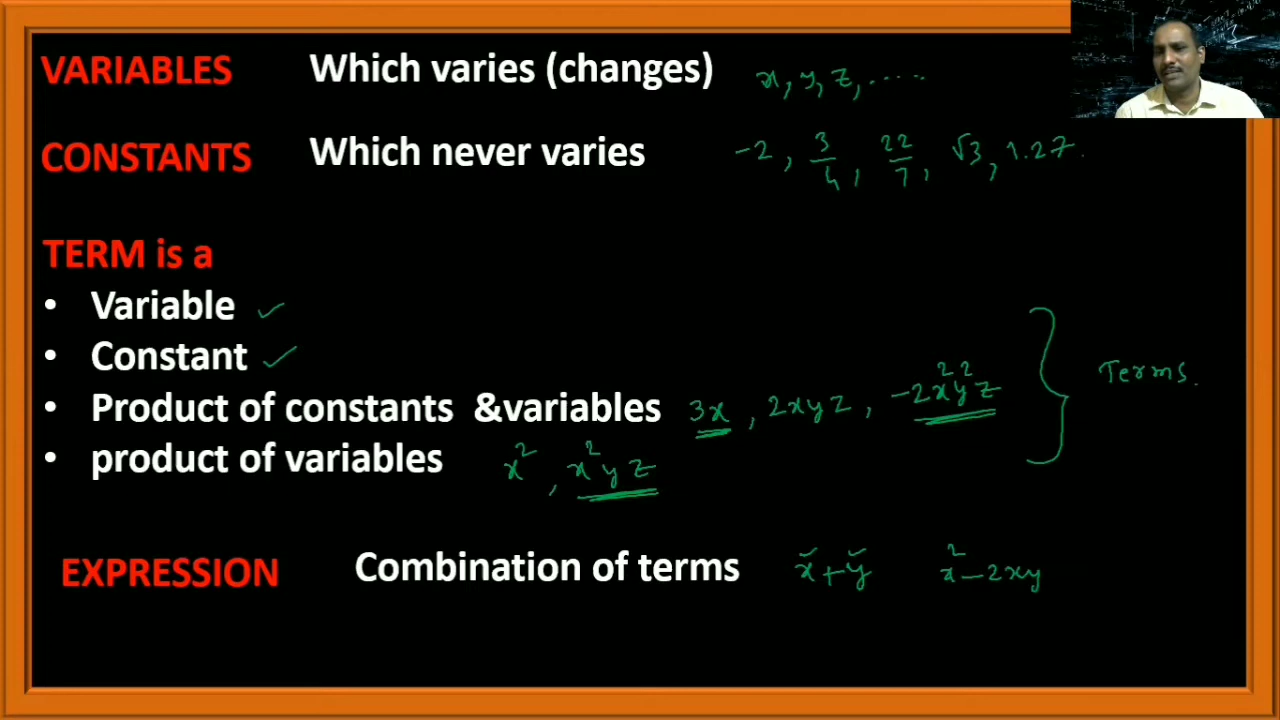 VARIABLES Which varies (changes) x, y, z, .....
CONSTANTS Which never varies -2, 3/4, 22/7, √3, 1.27.
TERM is a
• Variable ✓
• Constant ✓
• Product of constants &variables 3x, 2xyz, -2x²y²z
• product of variables x², x²yz
Terms.
EXPRESSION Combination of terms x+y x²-2xy